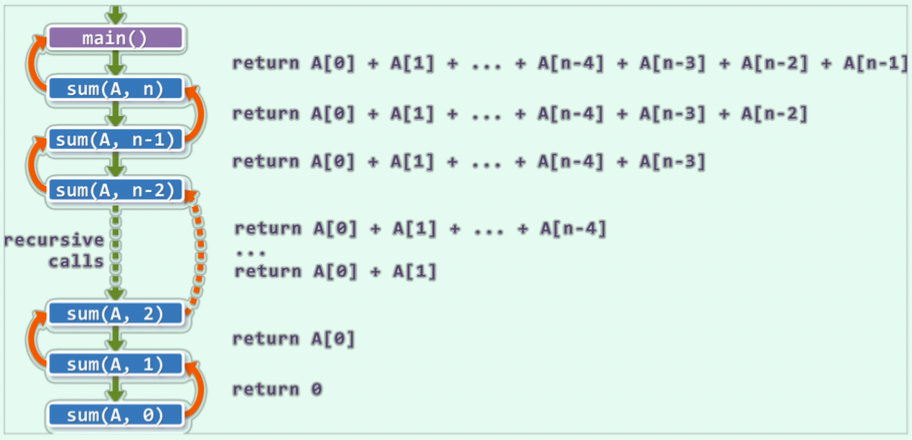 main()
return A[0] + A[1] + ... + A[n-4] + A[n-3] + A[n-2] + A[n-1]
sum(A, n)
return A[0] + A[1] + ... + A[n-4] + A[n-3] + A[n-2]
sum(A, n-1)
return A[0] + A[1] + ... + A[n-4] + A[n-3]
sum(A, n-2)
return A[0] + A[1] + ... + A[n-4]
recursive
calls
...
return A[0] + A[1]
sum(A, 2)
return A[0]
sum(A, 1)
return 0
sum(A, 0)